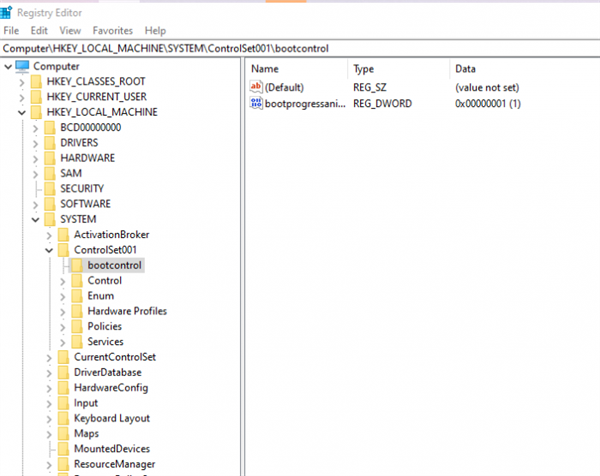 Registry Editor
File Edit View Favorites Help
Computer\HKEY_LOCAL_MACHINE\SYSTEM\ControlSet001\bootcontrol
Computer
HKEY_CLASSES_ROOT
HKEY_CURRENT_USER
HKEY_LOCAL_MACHINE
BCD00000000
DRIVERS
HARDWARE
SAM
SECURITY
SOFTWARE
SYSTEM
ActivationBroker
ControlSet001
bootcontrol
Control
Enum
Hardware Profiles
Policies
Services
CurrentControlSet
DriverDatabase
HardwareConfig
Input
Keyboard Layout
Maps
MountedDevices
ResourceManager
Name Type Data
(Default) REG_SZ (value not set)
bootprogressani... REG_DWORD 0x00000001 (1)